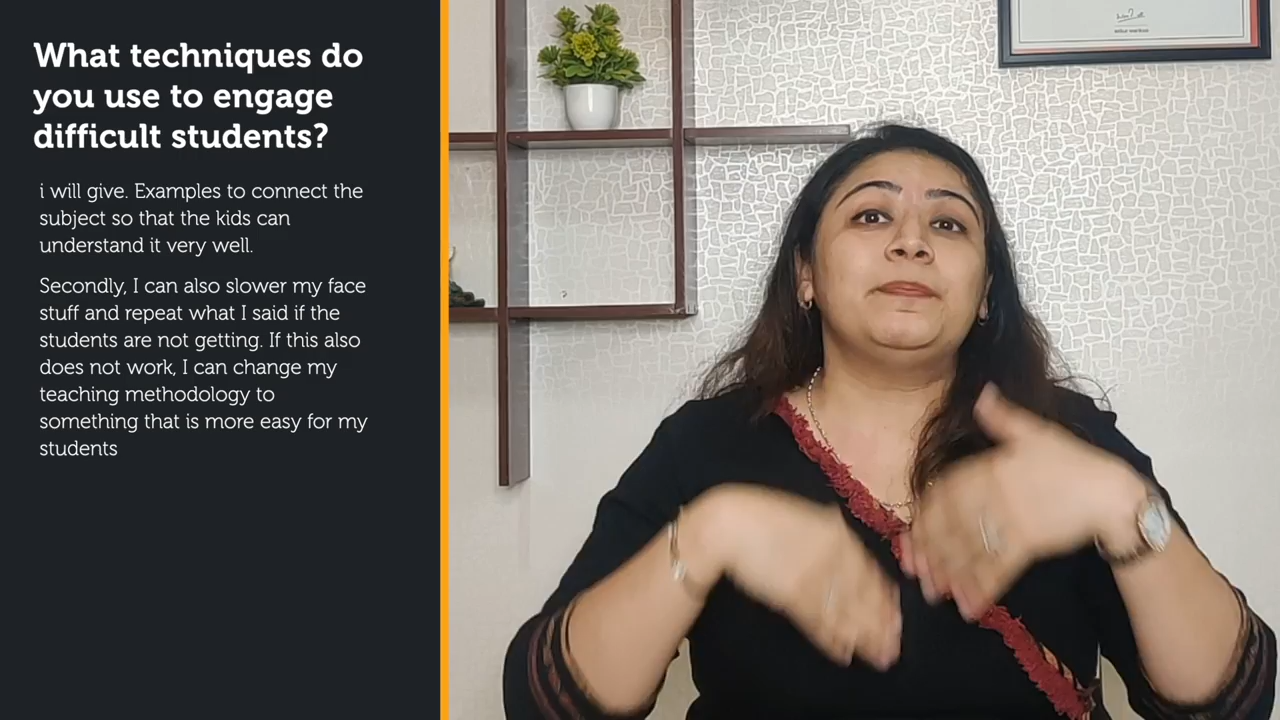 What techniques do
you use to engage
difficult students?
i will give. Examples to connect the
subject so that the kids can
understand it very well.
Secondly, I can also slower my face
stuff and repeat what I said if the
students are not getting. If this also
does not work, I can change my
teaching methodology to
something that is more easy for my
students